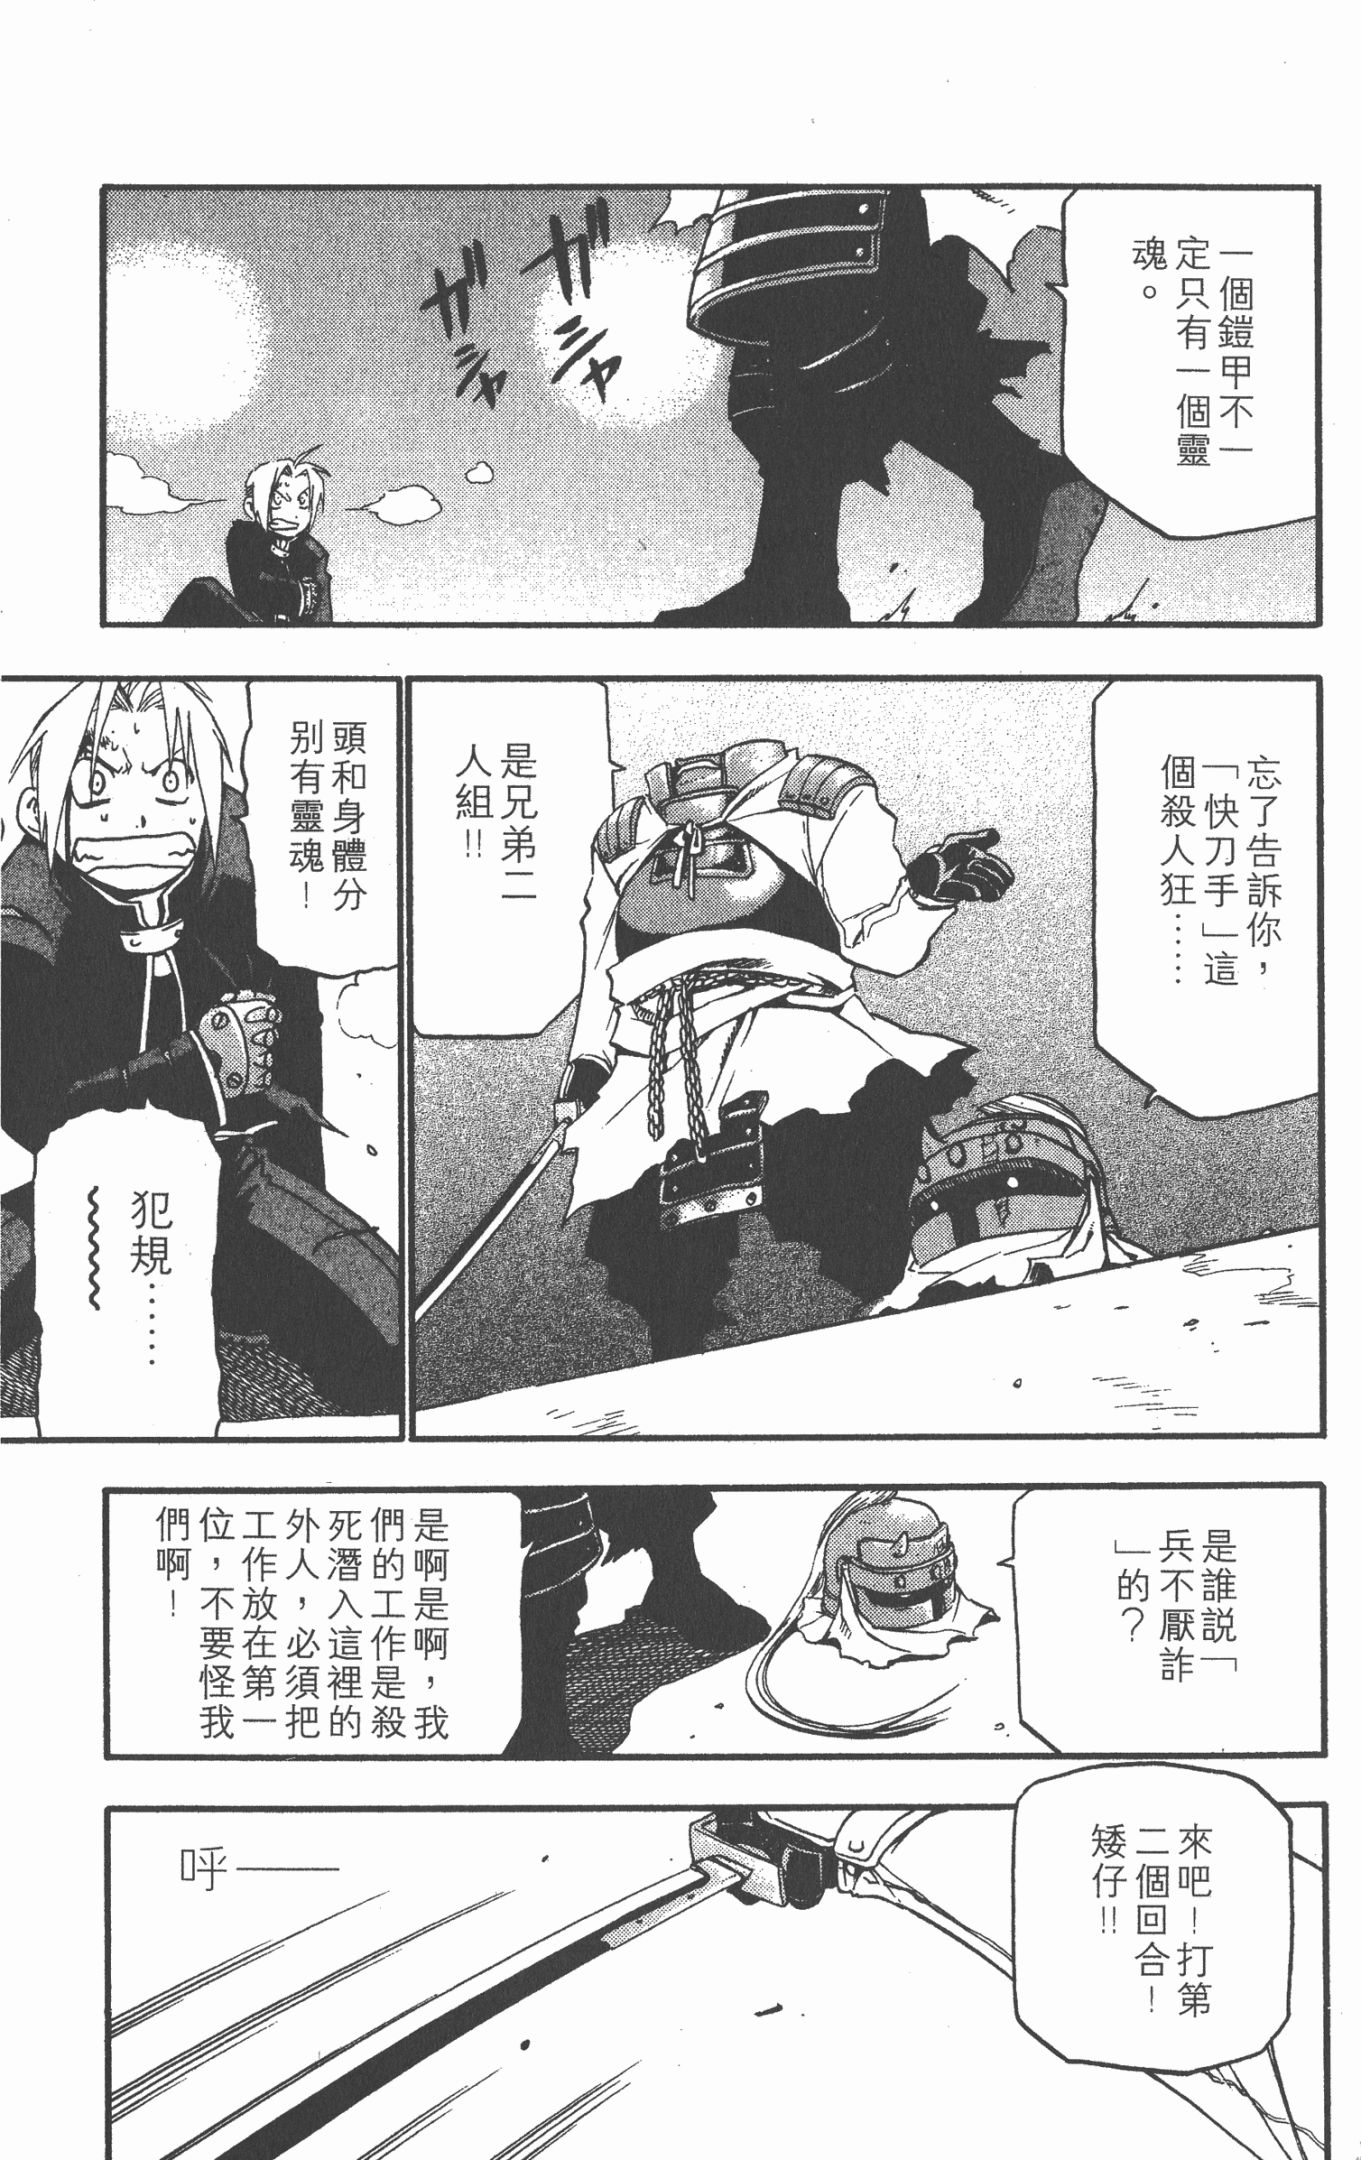 一個鎧甲不一
定只有一個靈
魂。
ガシャ
ガシャ
忘了告訴你，
「快刀手」這
個殺人狂……
是兄弟二
人組!!
頭和身體分
別有靈魂！
犯規……
是誰說「
兵不厭詐
」的？
是啊是啊，我
們的工作是殺
死潛入這裡的
外人，必須把
工作放在第一
位，不要怪我
們啊！
來吧！打第
二個回合！
矮仔!!
呼——